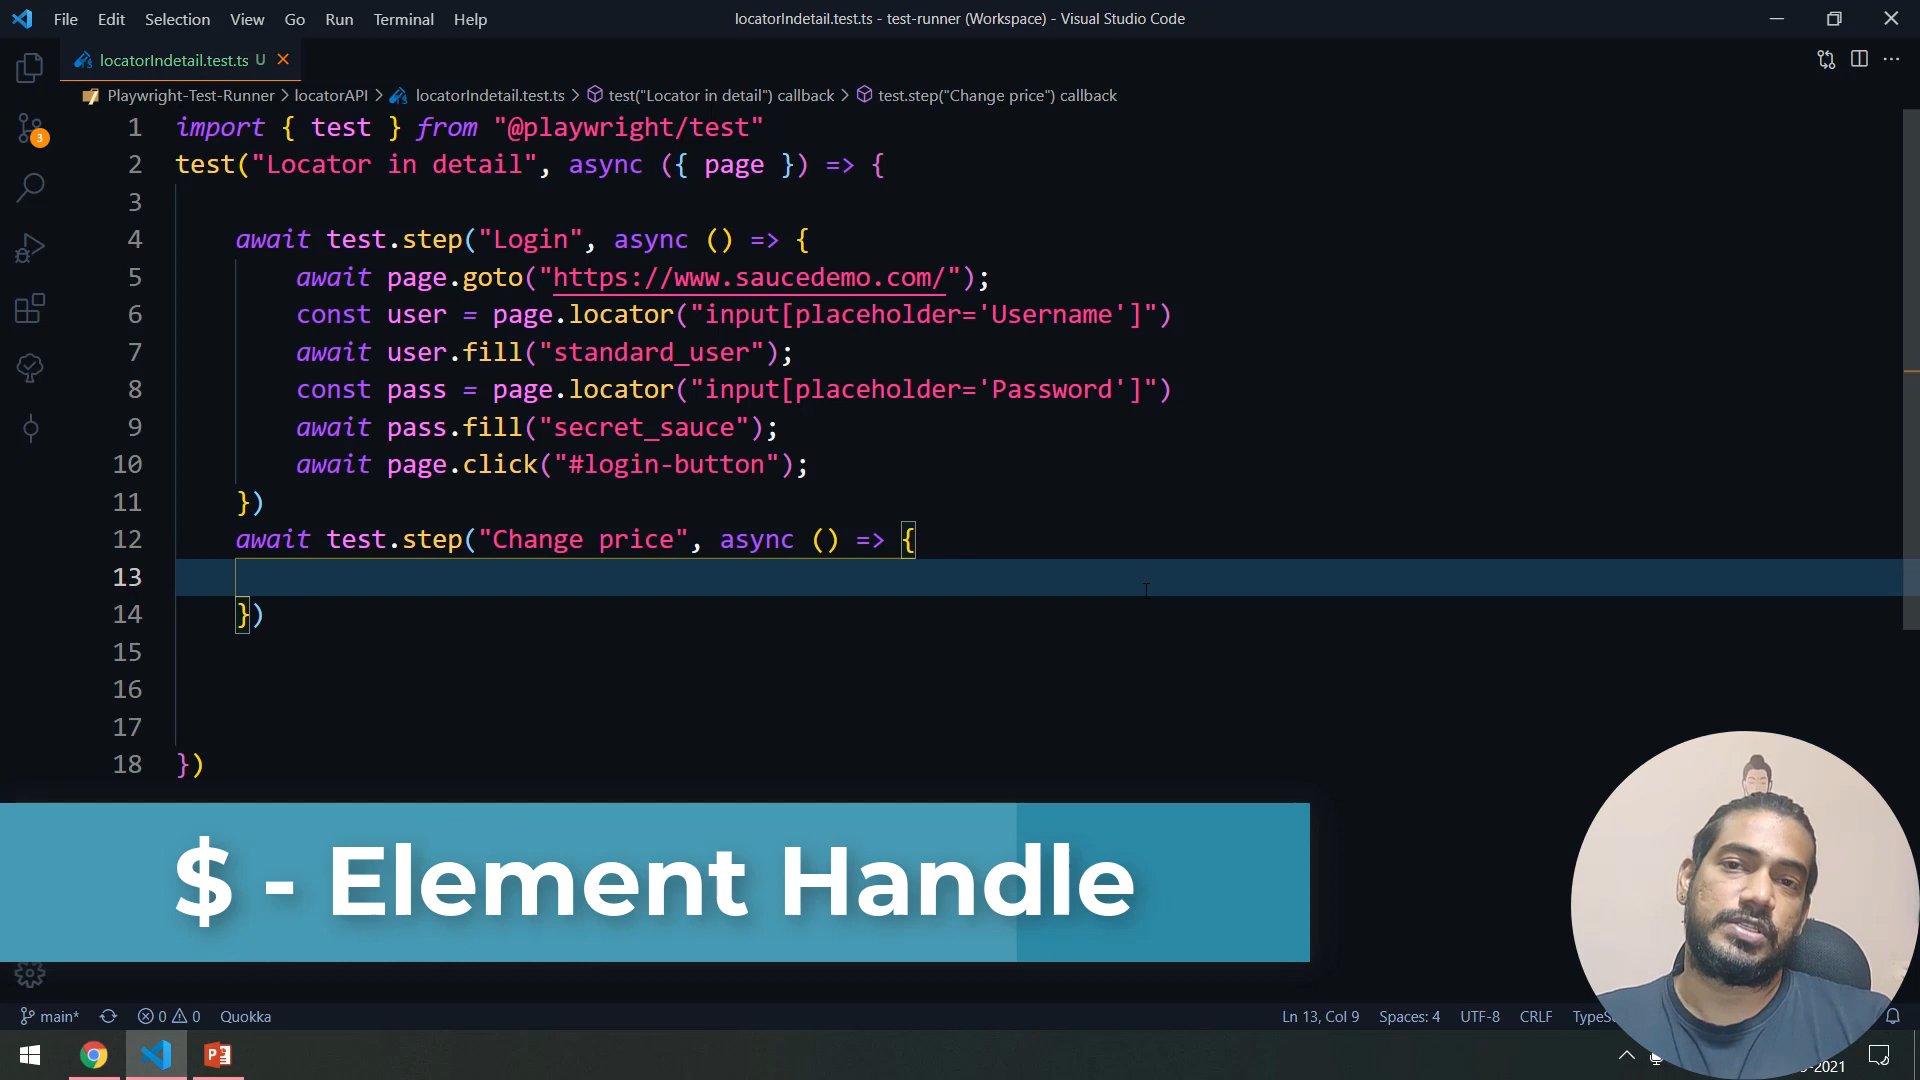 File Edit Selection View Go Run Terminal Help
locatorIndetail.test.ts - test-runner (Workspace) - Visual Studio Code
locatorIndetail.test.ts U
Playwright-Test-Runner > locatorAPI > locatorIndetail.test.ts > test("Locator in detail") callback > test.step("Change price") callback
1 import { test } from "@playwright/test"
2 test("Locator in detail", async ({ page }) => {
3
4 await test.step("Login", async () => {
5 await page.goto("https://www.saucedemo.com/");
6 const user = page.locator("input[placeholder='Username']")
7 await user.fill("standard_user");
8 const pass = page.locator("input[placeholder='Password']")
9 await pass.fill("secret_sauce");
10 await page.click("#login-button");
11 })
12 await test.step("Change price", async () => {
13
14 })
15
16
17
18 })
3
$ - Element Handle
main* 0 0 Quokka
Ln 13, Col 9 Spaces: 4 UTF-8 CRLF